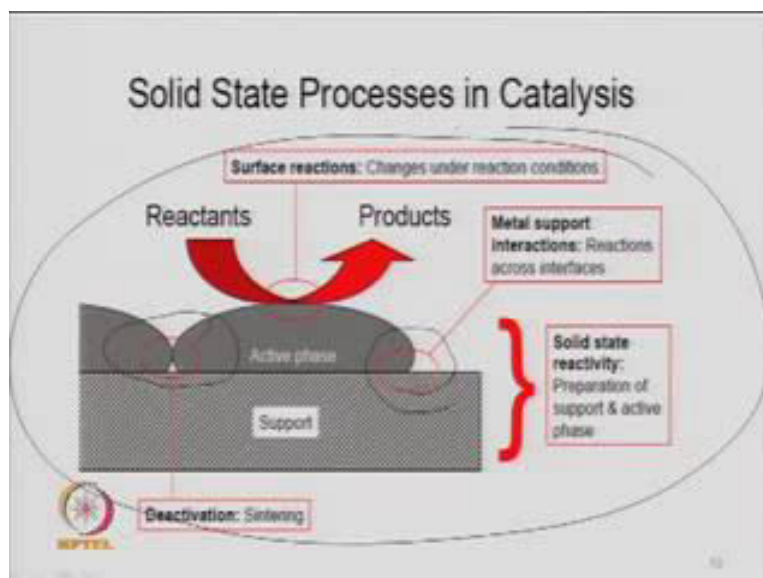 Solid State Processes in Catalysis
Surface reactions: Changes under reaction conditions
Reactants
Products
Metal support
interactions: Reactions
across interfaces
Active phase
Solid state
reactivity:
Preparation of
support & active
phase
Support
Deactivation: Sintering
NPTEL